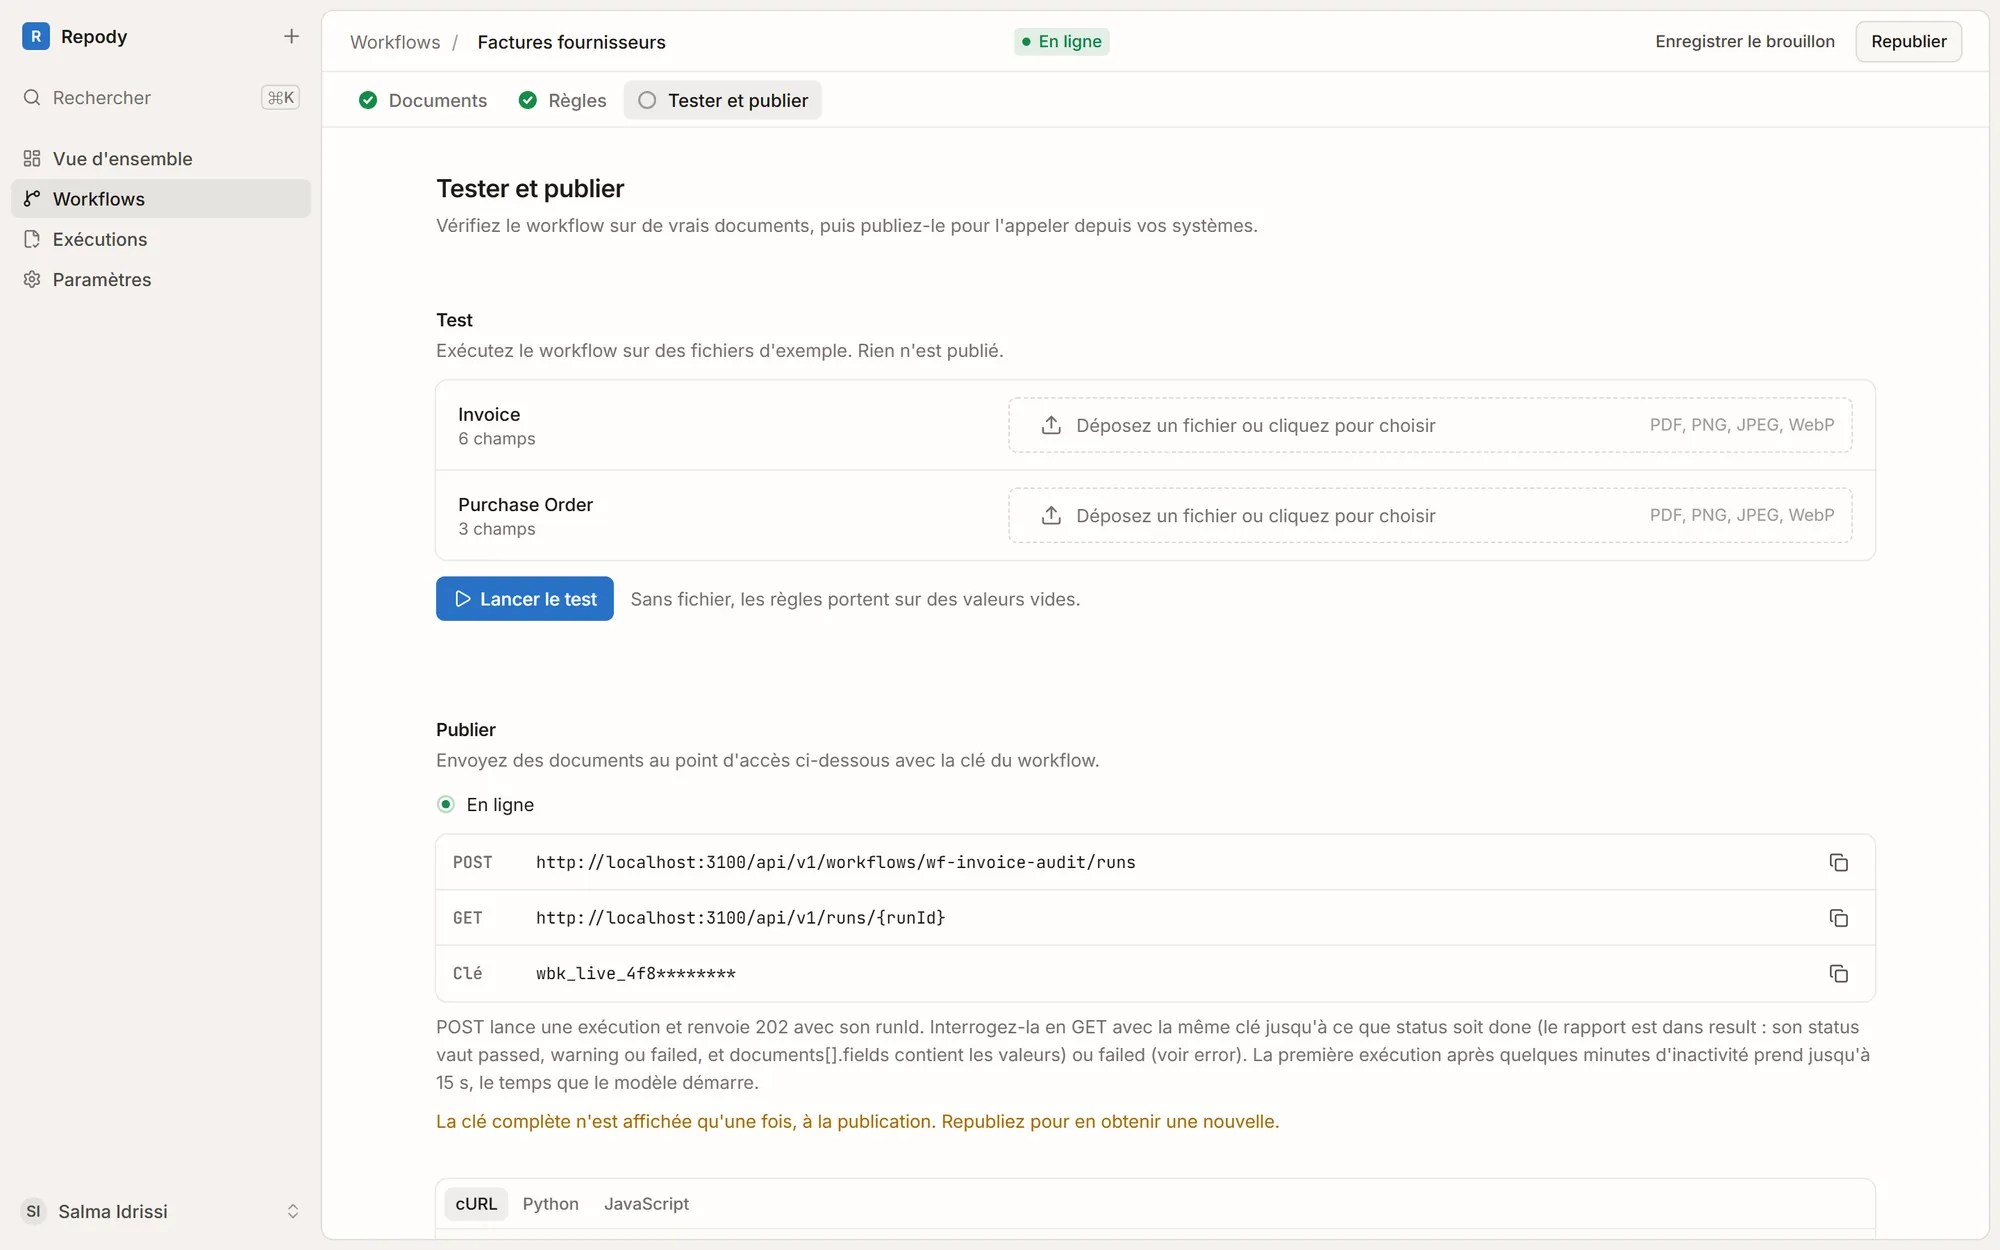 R Repody
Rechercher ⌘K
Vue d'ensemble
Workflows
Exécutions
Paramètres
SI Salma Idrissi
Workflows / Factures fournisseurs
En ligne
Enregistrer le brouillon
Republier
Documents
Règles
Tester et publier
Tester et publier
Vérifiez le workflow sur de vrais documents, puis publiez-le pour l'appeler depuis vos systèmes.
Test
Exécutez le workflow sur des fichiers d'exemple. Rien n'est publié.
Invoice
6 champs
Déposez un fichier ou cliquez pour choisir
PDF, PNG, JPEG, WebP
Purchase Order
3 champs
Déposez un fichier ou cliquez pour choisir
PDF, PNG, JPEG, WebP
Lancer le test
Sans fichier, les règles portent sur des valeurs vides.
Publier
Envoyez des documents au point d'accès ci-dessous avec la clé du workflow.
En ligne
POST http://localhost:3100/api/v1/workflows/wf-invoice-audit/runs
GET http://localhost:3100/api/v1/runs/{runId}
Clé wbk_live_4f8********
POST lance une exécution et renvoie 202 avec son runId. Interrogez-la en GET avec la même clé jusqu'à ce que status soit done (le rapport est dans result : son status
vaut passed, warning ou failed, et documents[].fields contient les valeurs) ou failed (voir error). La première exécution après quelques minutes d'inactivité prend jusqu'à
15 s, le temps que le modèle démarre.
La clé complète n'est affichée qu'une fois, à la publication. Republiez pour en obtenir une nouvelle.
cURL Python JavaScript